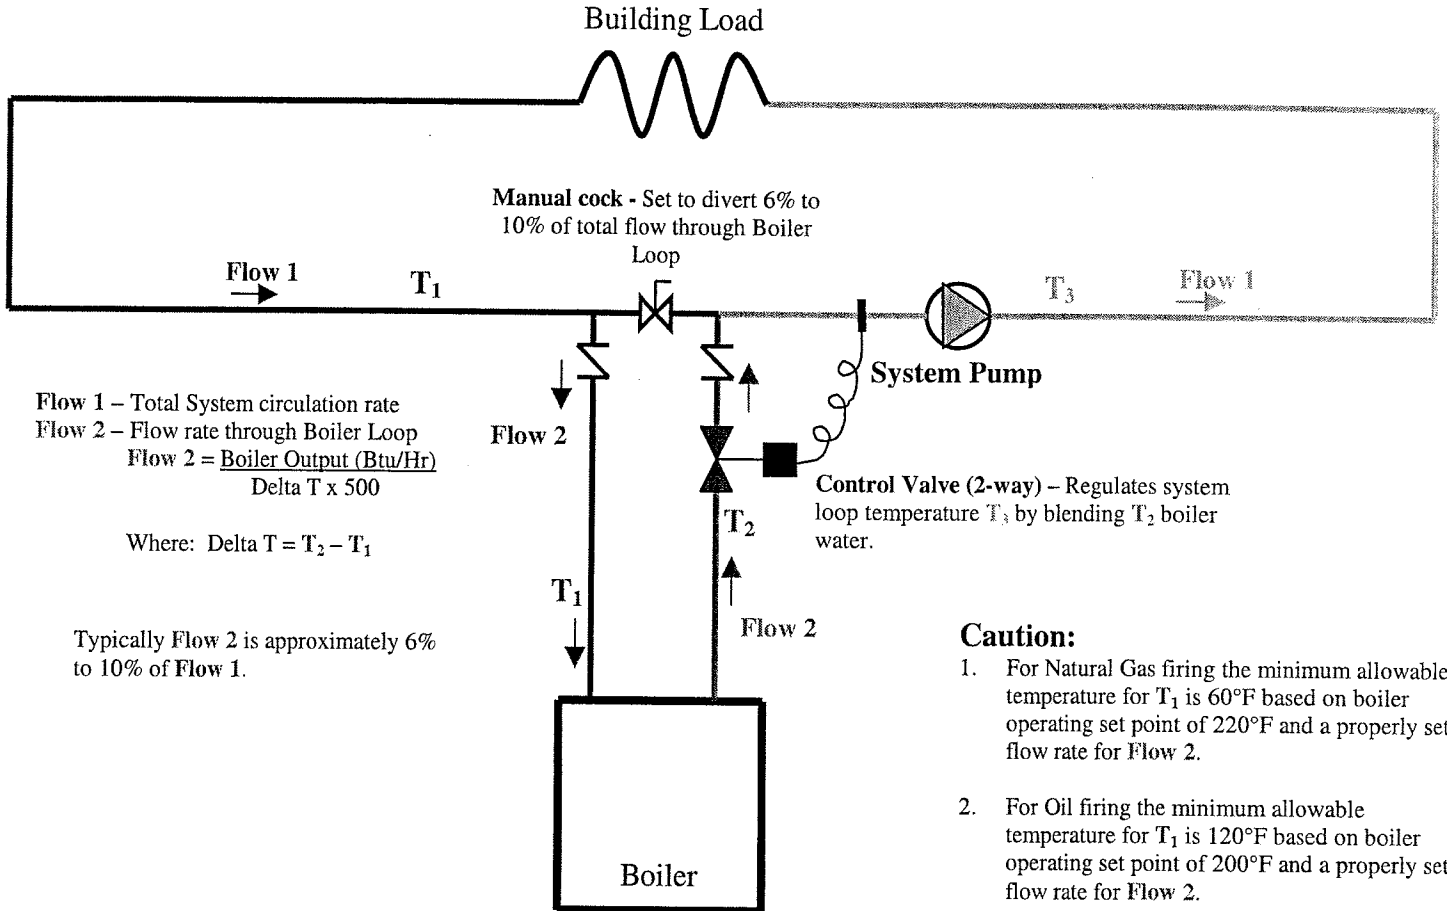 Building Load
Manual cock - Set to divert 6% to
10% of total flow through Boiler
Loop
Flow 1
T₁
T₃
Flow 1
System Pump
Flow 1 – Total System circulation rate
Flow 2 – Flow rate through Boiler Loop
Flow 2 = Boiler Output (Btu/Hr)
Delta T x 500
Where: Delta T = T₂ – T₁
Typically Flow 2 is approximately 6%
to 10% of Flow 1.
Flow 2
Control Valve (2-way) – Regulates system
loop temperature T₃ by blending T₂ boiler
water.
T₂
T₁
Flow 2
Boiler
Caution:
1. For Natural Gas firing the minimum allowable
temperature for T₁ is 60°F based on boiler
operating set point of 220°F and a properly set
flow rate for Flow 2.
2. For Oil firing the minimum allowable
temperature for T₁ is 120°F based on boiler
operating set point of 200°F and a properly set
flow rate for Flow 2.